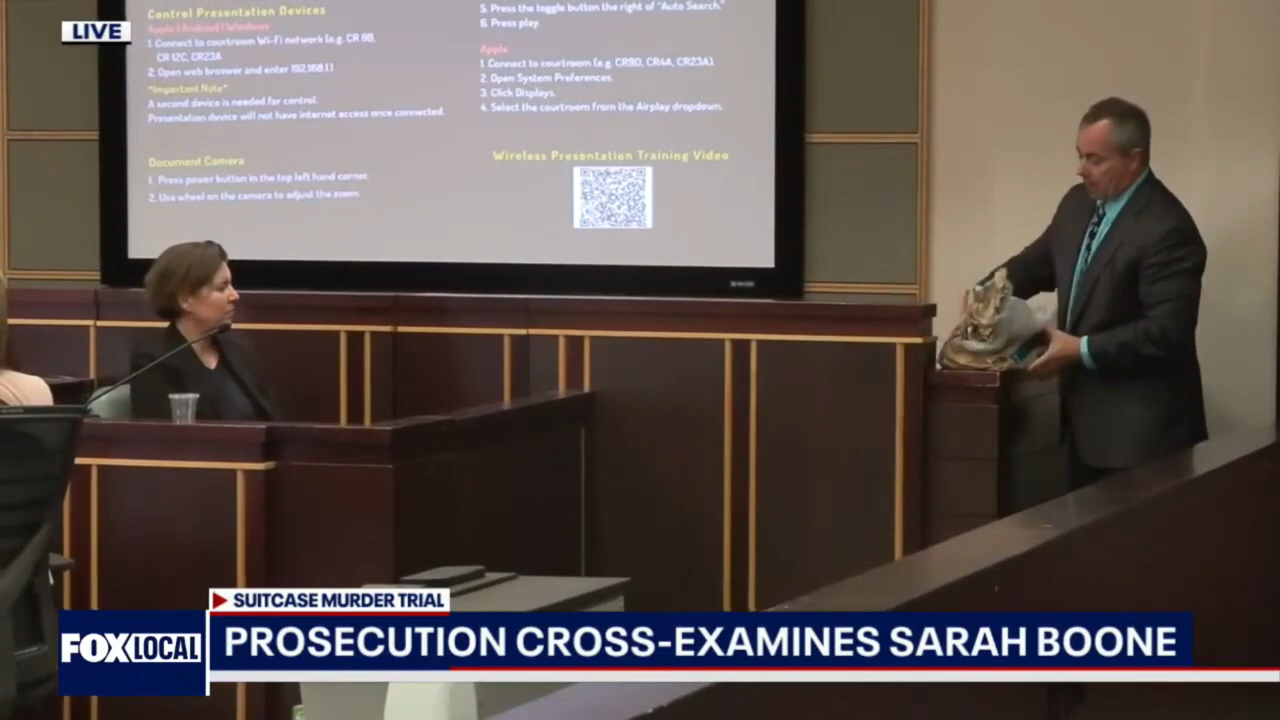 LIVE
Control Presentation Devices
Apple | Android | Windows
1. Connect to courtroom Wi-Fi network (e.g. CR 9B,
CR 12C, CR23A
2. Open web browser and enter 192.168.1.1
*Important Note*
A second device is needed for control.
Presentation device will not have internet access once connected.
Document Camera
1. Press power button in the top left hand corner.
2. Use wheel on the camera to adjust the zoom.
5. Press the toggle button the right of "Auto Search."
6. Press play.
Apple
1. Connect to courtroom (e.g. CR9D, CR4A, CR23A).
2. Open System Preferences.
3. Click Displays.
4. Select the courtroom from the Airplay dropdown.
Wireless Presentation Training Video
SUITCASE MURDER TRIAL
FOX LOCAL
PROSECUTION CROSS-EXAMINES SARAH BOONE